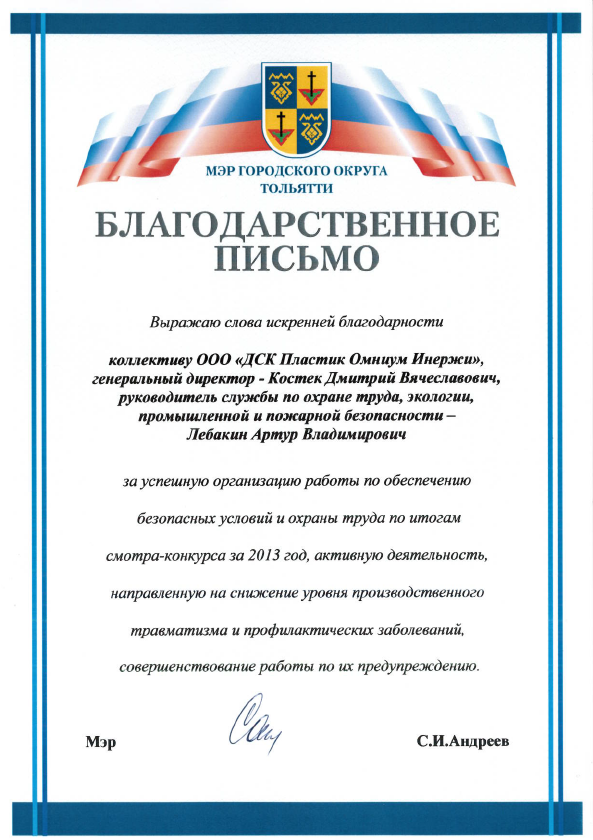 МЭР ГОРОДСКОГО ОКРУГА
ТОЛЬЯТТИ
БЛАГОДАРСТВЕННОЕ
ПИСЬМО
Выражаю слова искренней благодарности
коллективу ООО «ДСК Пластик Омниум Инержи»,
генеральный директор - Костек Дмитрий Вячеславович,
руководитель службы по охране труда, экологии,
промышленной и пожарной безопасности –
Лебакин Артур Владимирович
за успешную организацию работы по обеспечению
безопасных условий и охраны труда по итогам
смотра-конкурса за 2013 год, активную деятельность,
направленную на снижение уровня производственного
травматизма и профилактических заболеваний,
совершенствование работы по их предупреждению.
Мэр С.И.Андреев